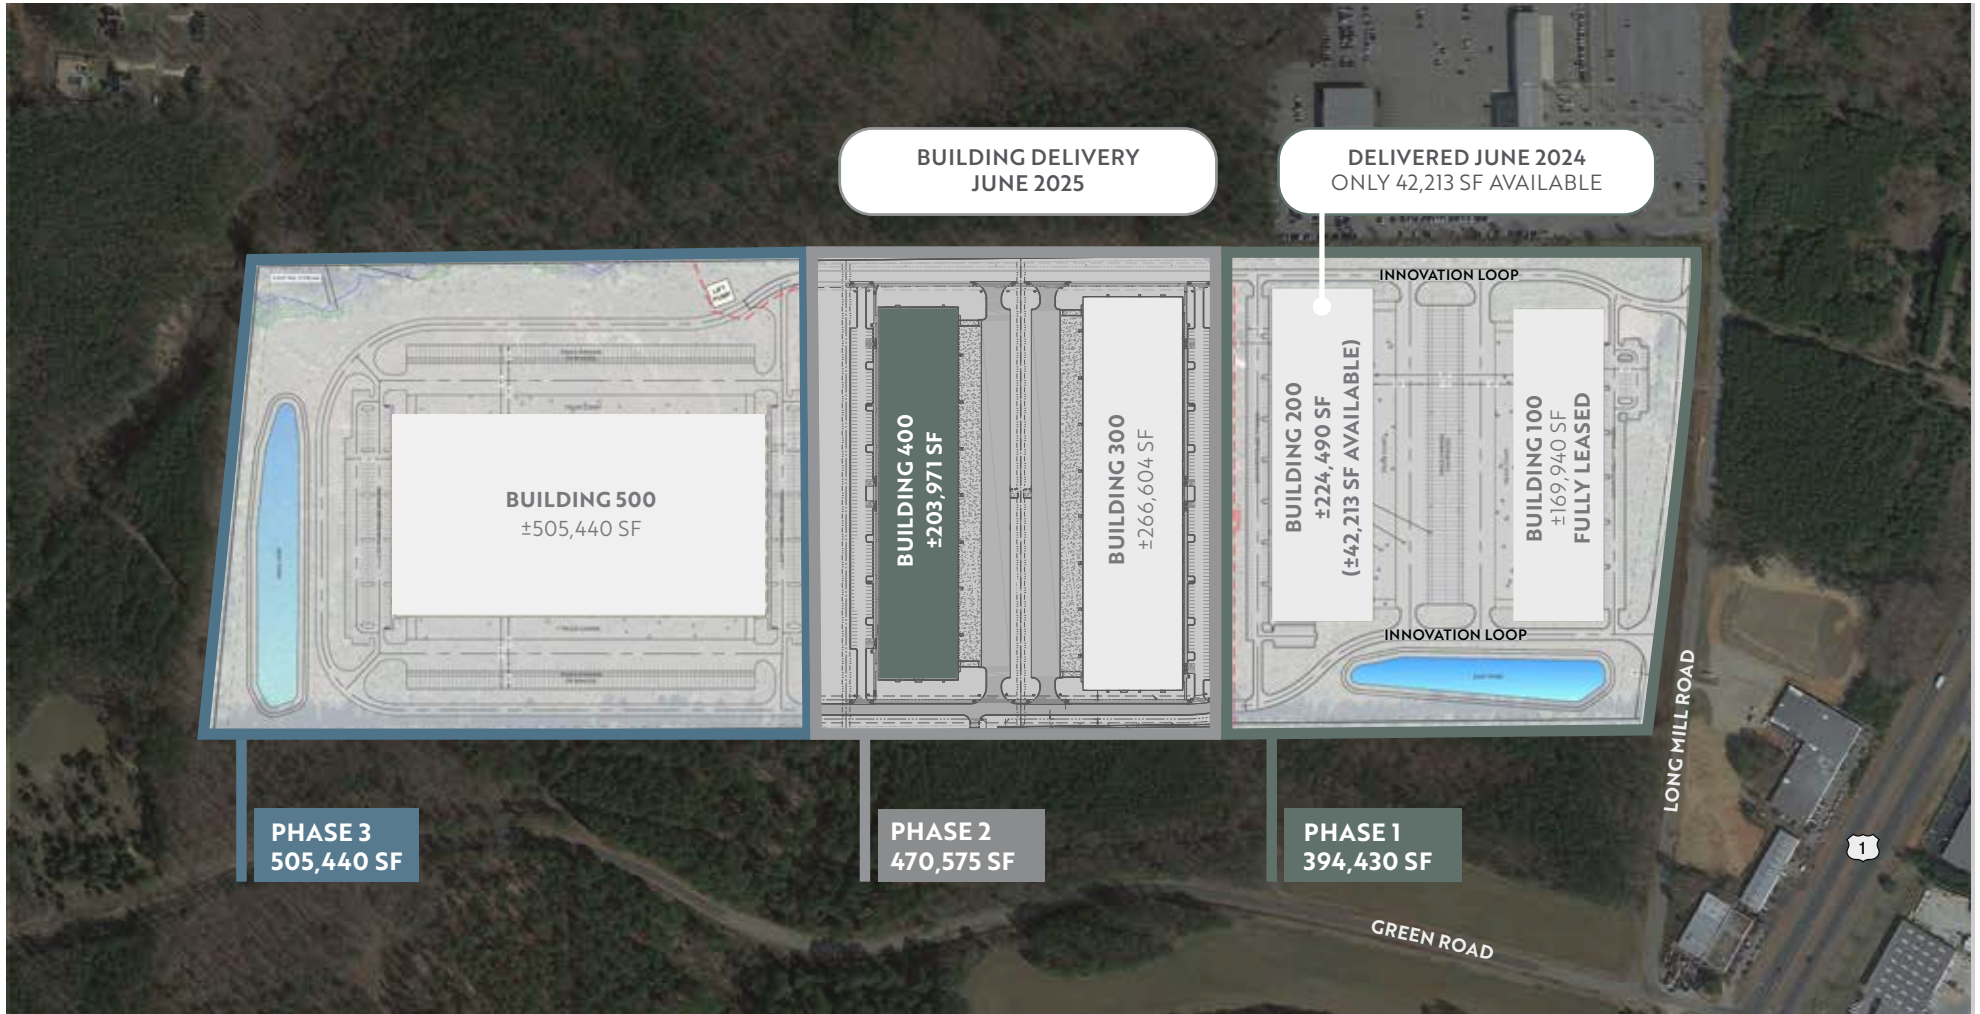 BUILDING DELIVERY
JUNE 2025
DELIVERED JUNE 2024
ONLY 42,213 SF AVAILABLE
INNOVATION LOOP
LIFT
PUMP
BUILDING 500
±505,440 SF
BUILDING 400
±203,971 SF
BUILDING 300
±266,604 SF
BUILDING 200
±224,490 SF
(±42,213 SF AVAILABLE)
BUILDING 100
±169,940 SF
FULLY LEASED
INNOVATION LOOP
LONG MILL ROAD
PHASE 3
505,440 SF
PHASE 2
470,575 SF
PHASE 1
394,430 SF
1
GREEN ROAD